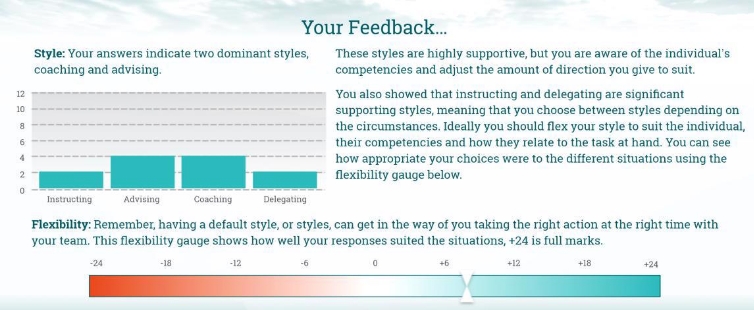 Your Feedback...
Style: Your answers indicate two dominant styles,
coaching and advising.
12
10
8
6
4
2
0
Instructing Advising Coaching Delegating
These styles are highly supportive, but you are aware of the individual's
competencies and adjust the amount of direction you give to suit.
You also showed that instructing and delegating are significant
supporting styles, meaning that you choose between styles depending on
the circumstances. Ideally you should flex your style to suit the individual,
their competencies and how they relate to the task at hand. You can see
how appropriate your choices were to the different situations using the
flexibility gauge below.
Flexibility: Remember, having a default style, or styles, can get in the way of you taking the right action at the right time with
your team. This flexibility gauge shows how well your responses suited the situations, +24 is full marks.
-24 -18 -12 -6 0 +6 +12 +18 +24